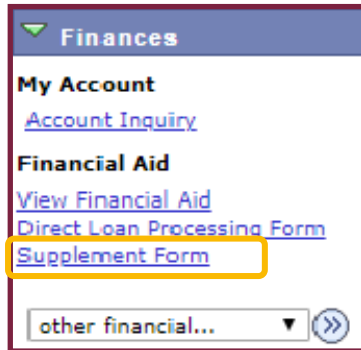 Finances
My Account
Account Inquiry
Financial Aid
View Financial Aid
Direct Loan Processing Form
Supplement Form
other financial...